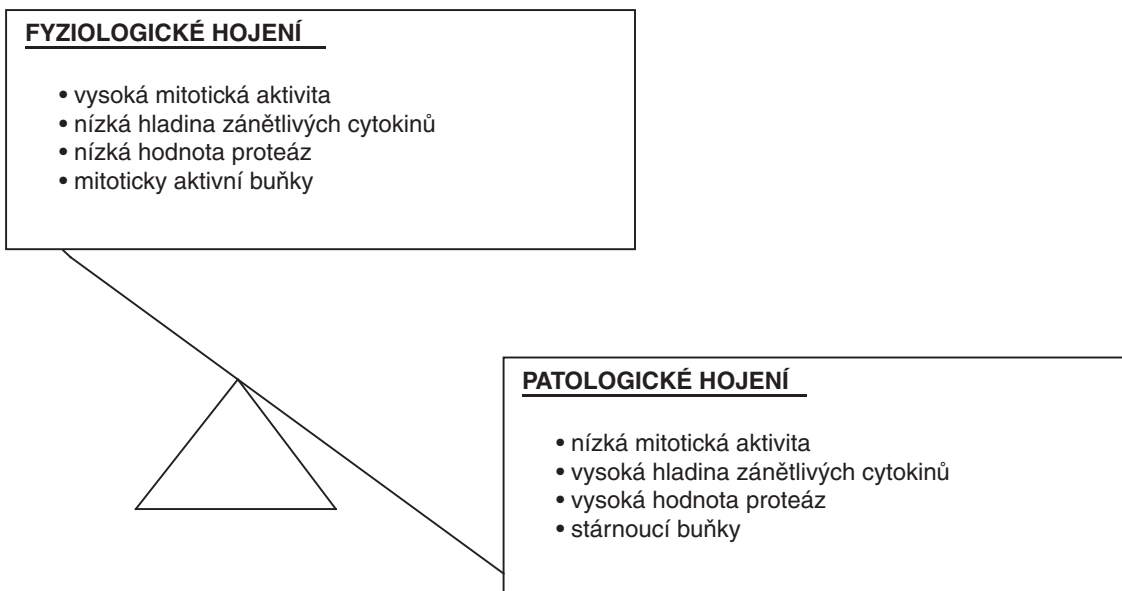 FYZIOLOGICKÉ HOJENÍ
• vysoká mitotická aktivita
• nízká hladina zánětlivých cytokinů
• nízká hodnota proteáz
• mitoticky aktivní buňky
PATOLOGICKÉ HOJENÍ
• nízká mitotická aktivita
• vysoká hladina zánětlivých cytokinů
• vysoká hodnota proteáz
• stárnoucí buňky